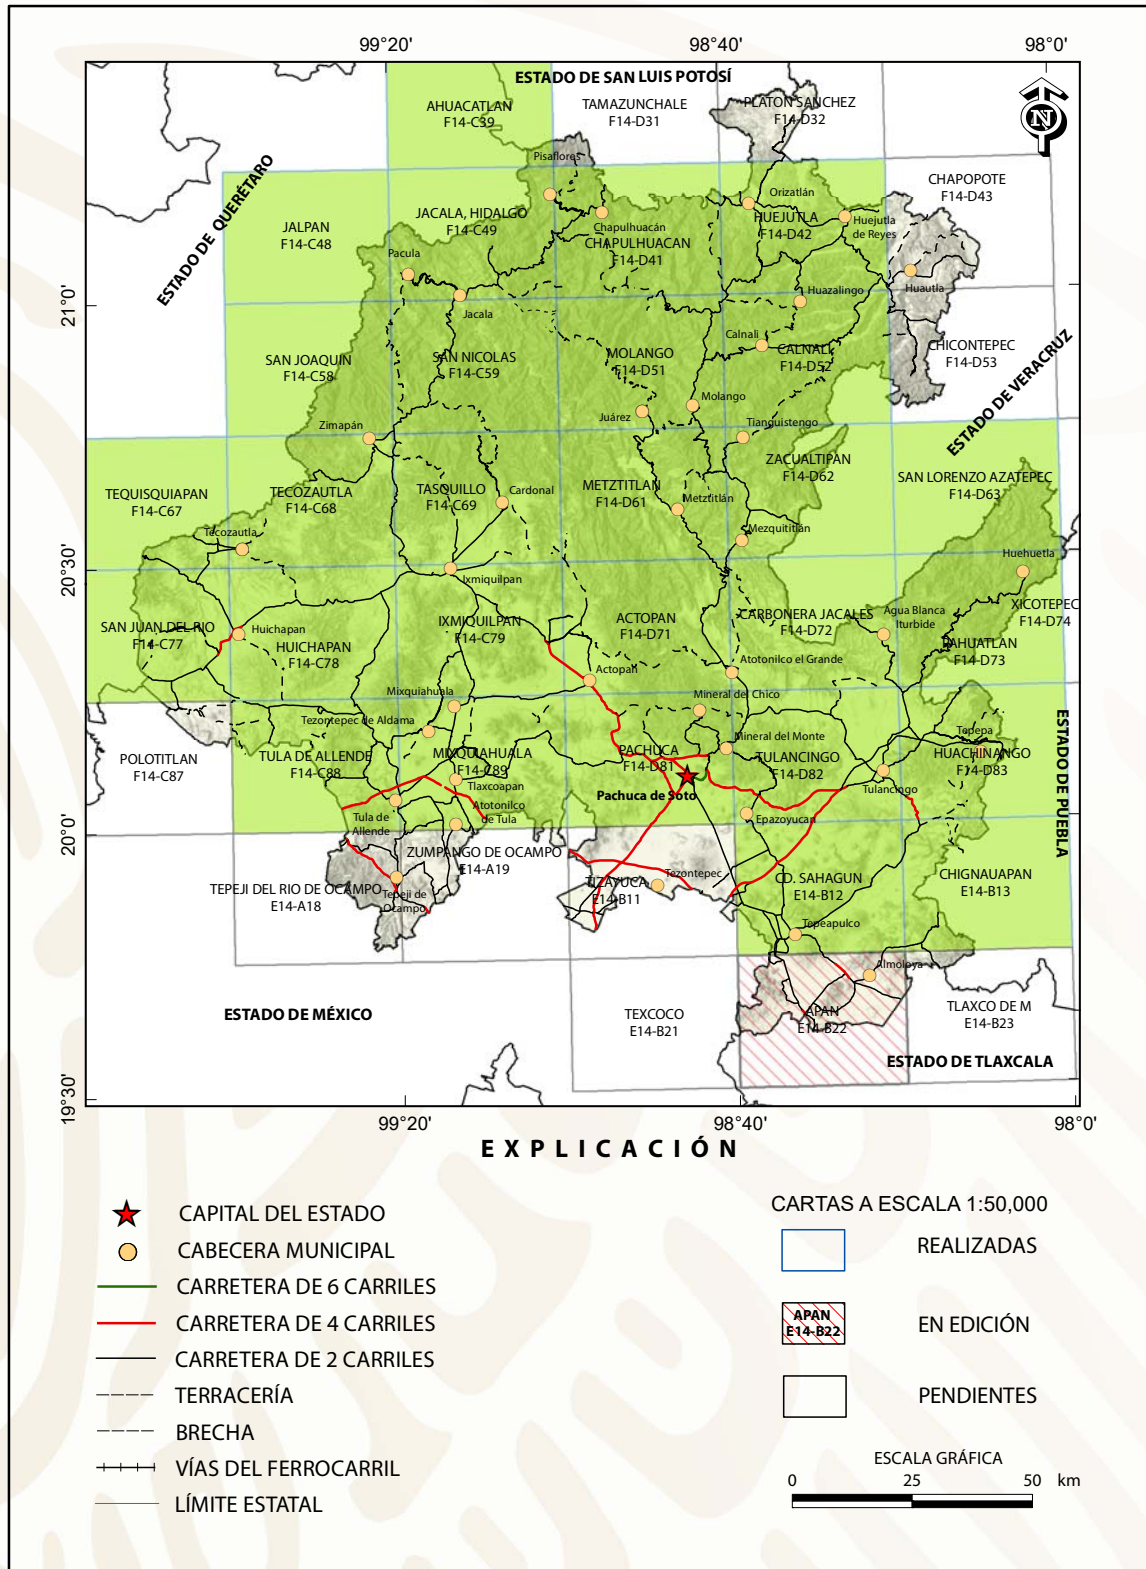 99°20'
98°40'
98°0'
ESTADO DE SAN LUIS POTOSÍ
AHUACATLAN
F14-C39
TAMAZUNCHALE
F14-D31
PLATON SANCHEZ
F14-D32
N
Pisaflores
ESTADO DE QUERÉTARO
JALPAN
F14-C48
JACALA, HIDALGO
F14-C49
Chapulhuacán
CHAPULHUACAN
F14-D41
Orizatlán
HUEJUTLA
F14-D42
Huejutla
de Reyes
CHAPOPOTE
F14-D43
Pacula
Jacala
Huazalingo
Huautla
21°0'
SAN JOAQUIN
F14-C58
SAN NICOLAS
F14-C59
MOLANGO
F14-D51
Calnali
CALNALI
F14-D52
CHICONTEPEC
F14-D53
ESTADO DE VERACRUZ
Juárez
Molango
Tianguistengo
Zimapán
TEQUISQUIAPAN
F14-C67
TECOZAUTLA
F14-C68
TASQUILLO
F14-C69
Cardonal
METZTITLAN
F14-D61
Metztitlán
ZACUALTIPAN
F14-D62
SAN LORENZO AZATEPEC
F14-D63
Tecozautla
Mezquititlán
Huehuetla
20°30'
Ixmiquilpan
SAN JUAN DEL RIO
F14-C77
Huichapan
HUICHAPAN
F14-C78
IXMIQUILPAN
F14-C79
ACTOPAN
F14-D71
CARBONERA JACALES
F14-D72
Agua Blanca
Iturbide
PAHUATLAN
F14-D73
XICOTEPEC
F14-D74
Actopan
Atotonilco el Grande
Mixquiahuala
Mineral del Chico
Tezontepec de Aldama
Mineral del Monte
Tepepa
POLOTITLAN
F14-C87
TULA DE ALLENDE
F14-C88
MIXQUIAHUALA
F14-C89
PACHUCA
F14-D81
TULANCINGO
F14-D82
HUACHINANGO
F14-D83
ESTADO DE PUEBLA
Tlaxcoapan
Pachuca de Soto
Tulancingo
Tula de
Allende
Atotonilco
de Tula
Epazoyucan
20°0'
TEPEJI DEL RIO DE OCAMPO
E14-A18
ZUMPANGO DE OCAMPO
E14-A19
Tepeji de
Ocampo
TIZAYUCA
E14-B11
Tezontepec
CD. SAHAGUN
E14-B12
CHIGNAUAPAN
E14-B13
Tepeapulco
Almoloya
ESTADO DE MÉXICO
TEXCOCO
E14-B21
APAN
E14-B22
TLAXCO DE M
E14-B23
ESTADO DE TLAXCALA
19°30'
99°20'
98°40'
98°0'
EXPLICACIÓN
CAPITAL DEL ESTADO
CABECERA MUNICIPAL
CARRETERA DE 6 CARRILES
CARRETERA DE 4 CARRILES
CARRETERA DE 2 CARRILES
TERRACERÍA
BRECHA
VÍAS DEL FERROCARRIL
LÍMITE ESTATAL
CARTAS A ESCALA 1:50,000
REALIZADAS
APAN
E14-B22
EN EDICIÓN
PENDIENTES
ESCALA GRÁFICA
0 25 50 km